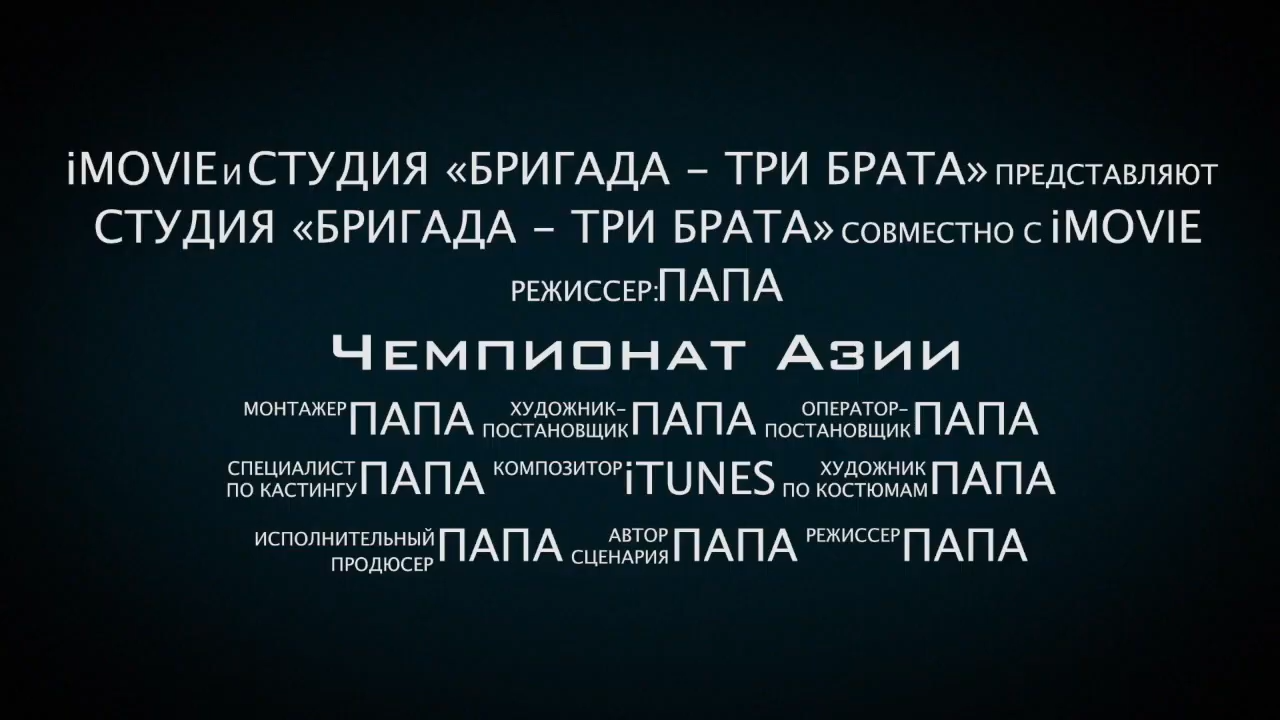 iMOVIE и СТУДИЯ «БРИГАДА – ТРИ БРАТА» ПРЕДСТАВЛЯЮТ
СТУДИЯ «БРИГАДА – ТРИ БРАТА» СОВМЕСТНО С iMOVIE
РЕЖИССЕР:ПАПА
Чемпионат Азии
МОНТАЖЕР ПАПА ХУДОЖНИК–ПОСТАНОВЩИК ПАПА ОПЕРАТОР–ПОСТАНОВЩИК ПАПА
СПЕЦИАЛИСТ ПО КАСТИНГУ ПАПА КОМПОЗИТОР iTUNES ХУДОЖНИК ПО КОСТЮМАМ ПАПА
ИСПОЛНИТЕЛЬНЫЙ ПРОДЮСЕР ПАПА АВТОР СЦЕНАРИЯ ПАПА РЕЖИССЕР ПАПА